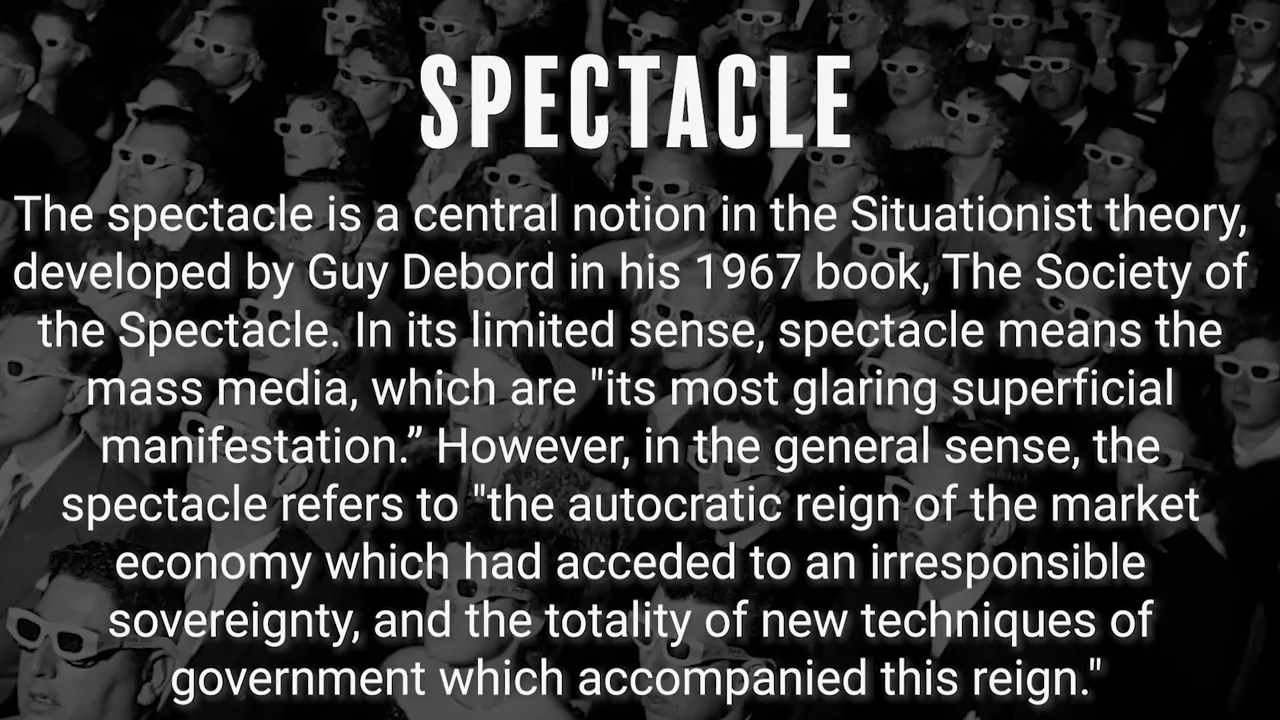 SPECTACLE
The spectacle is a central notion in the Situationist theory,
developed by Guy Debord in his 1967 book, The Society of
the Spectacle. In its limited sense, spectacle means the
mass media, which are "its most glaring superficial
manifestation.” However, in the general sense, the
spectacle refers to "the autocratic reign of the market
economy which had acceded to an irresponsible
sovereignty, and the totality of new techniques of
government which accompanied this reign."